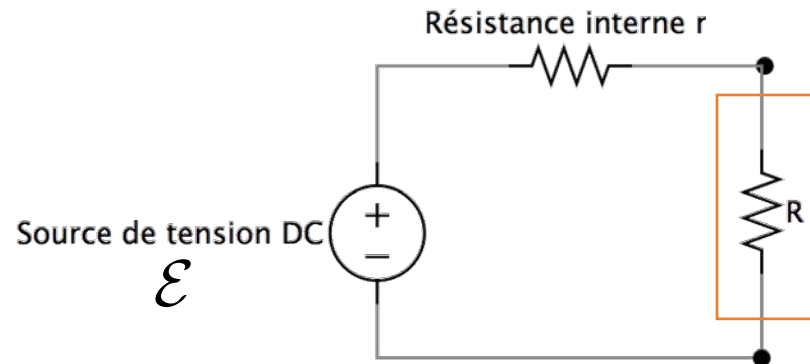 Résistance interne r
R
Source de tension DC
+
−
ℰ